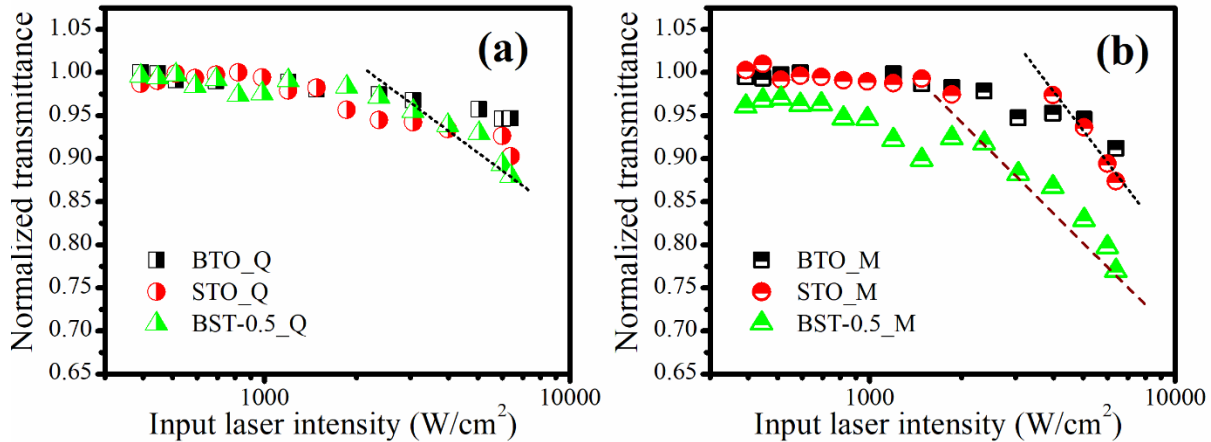 (a)
Normalized transmittance
1.05
1.00
0.95
0.90
0.85
0.80
0.75
0.70
0.65
BTO_Q
STO_Q
BST-0.5_Q
1000
10000
Input laser intensity (W/cm²)
(b)
Normalized transmittance
1.05
1.00
0.95
0.90
0.85
0.80
0.75
0.70
0.65
BTO_M
STO_M
BST-0.5_M
1000
10000
Input laser intensity (W/cm²)